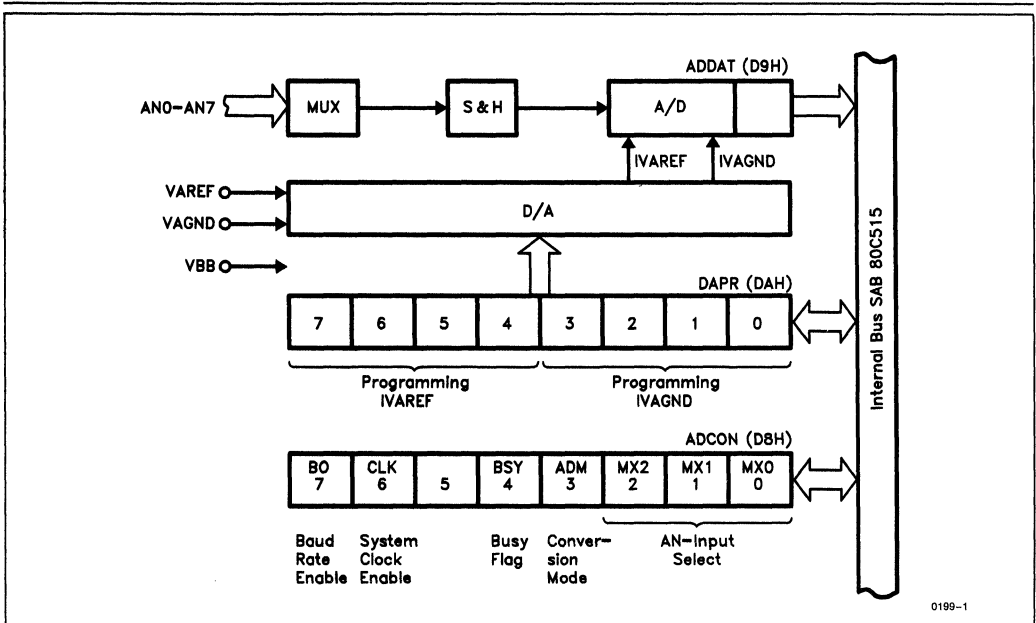 ADDAT (D9H)
AN0-AN7
MUX
S & H
A/D
IVAREF
IVAGND
VAREF
VAGND
D/A
VBB
DAPR (DAH)
7 6 5 4 3 2 1 0
Programming
IVAREF
Programming
IVAGND
ADCON (D8H)
BO CLK BSY ADM MX2 MX1 MX0
7 6 5 4 3 2 1 0
Baud
Rate
Enable
System
Clock
Enable
Busy
Flag
Conver-
sion
Mode
AN-Input
Select
Internal Bus SAB 80C515
0199-1